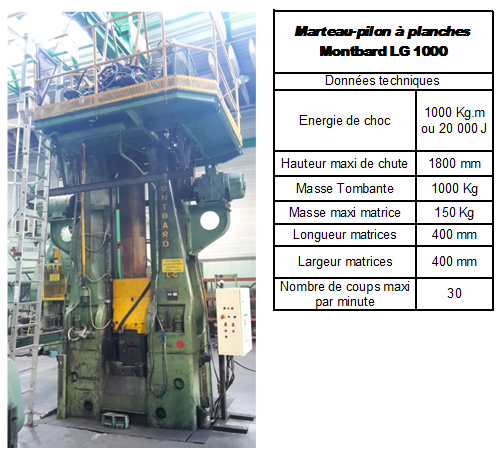 MONTBARD
Marteau-pilon à planches
Montbard LG 1000
Données techniques
Energie de choc
1000 Kg.m
ou 20 000 J
Hauteur maxi de chute
1800 mm
Masse Tombante
1000 Kg
Masse maxi matrice
150 Kg
Longueur matrices
400 mm
Largeur matrices
400 mm
Nombre de coups maxi
par minute
30